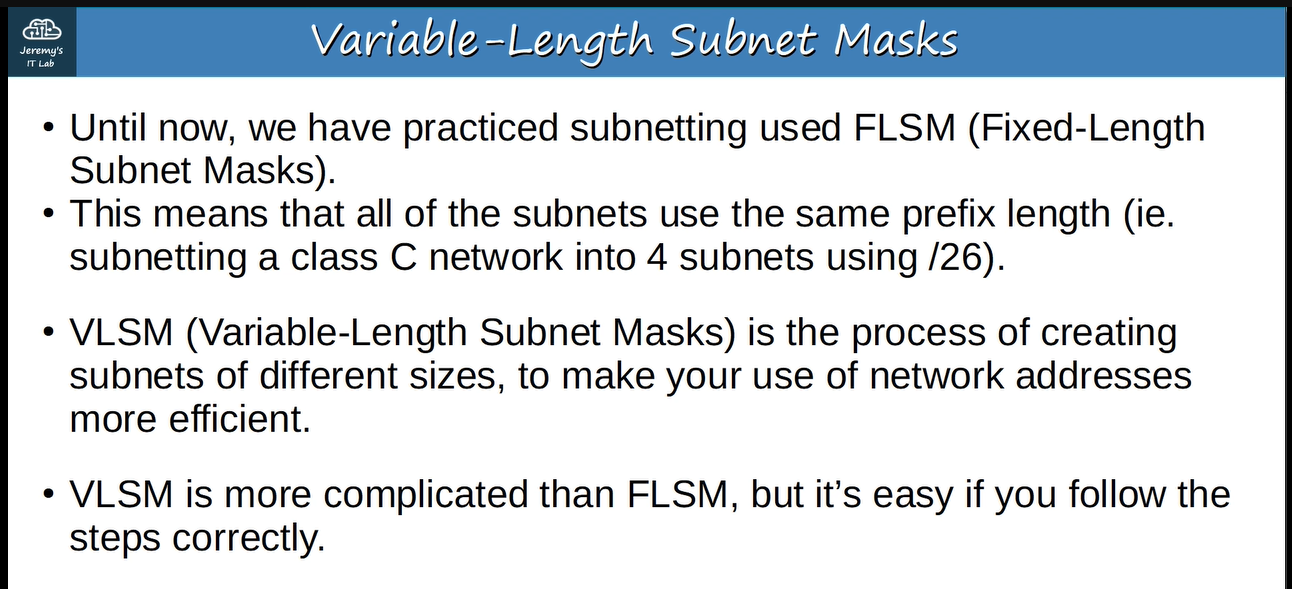 Jeremy's
IT Lab
Variable-Length Subnet Masks
• Until now, we have practiced subnetting used FLSM (Fixed-Length
Subnet Masks).
• This means that all of the subnets use the same prefix length (ie.
subnetting a class C network into 4 subnets using /26).
• VLSM (Variable-Length Subnet Masks) is the process of creating
subnets of different sizes, to make your use of network addresses
more efficient.
• VLSM is more complicated than FLSM, but it’s easy if you follow the
steps correctly.